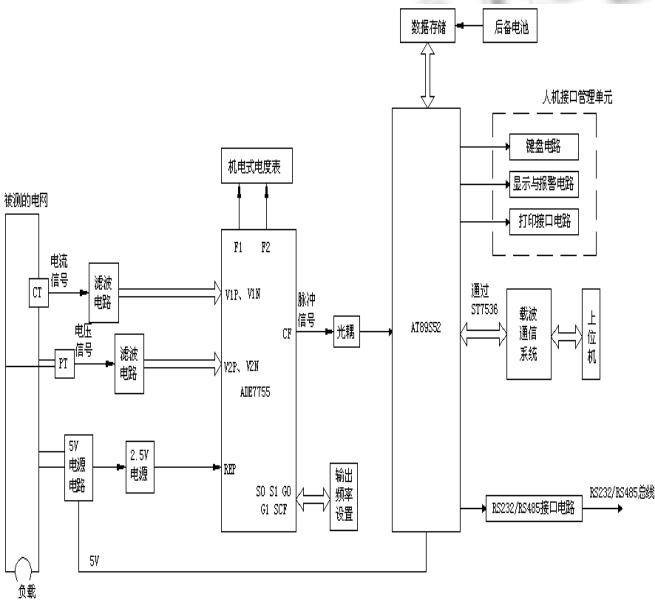 数据存储
后备电池
人机接口管理单元
键盘电路
显示与报警电路
打印接口电路
机电式电度表
被测的电网
F1 F2
电流
信号
CT
滤波
电路
V1P、V1N
脉冲
信号
CF
光耦
AT89S52
通过
ST7536
载波
通信
系统
上
位
机
电压
信号
PT
滤波
电路
V2P、V2N
ADE7755
5V
电源
电路
2.5V
电源
REP
S0 S1 G0
G1 SCF
输出
频率
设置
RS232/RS485接口电路
RS232/RS485总线
5V
负载